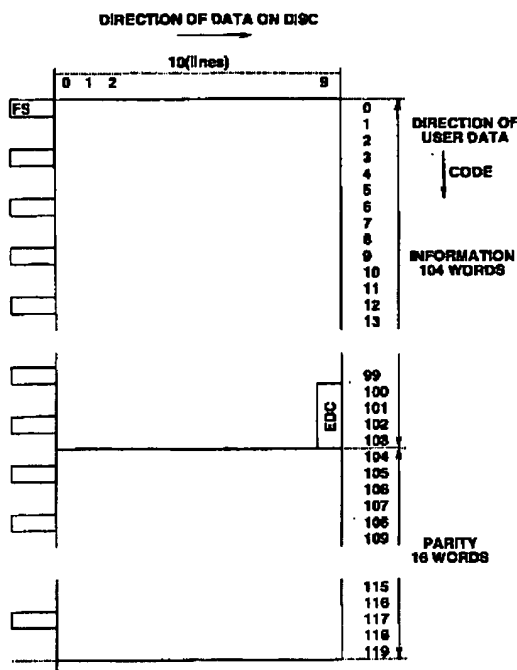 DIRECTION OF DATA ON DISC
10(lines)
0 1 2 9
FS
0
1
2
3
4
5
6
7
8
9
10
11
12
13
DIRECTION OF
USER DATA
CODE
INFORMATION
104 WORDS
99
100
101
102
103
EDC
104
105
106
107
108
109
PARITY
16 WORDS
115
116
117
118
119